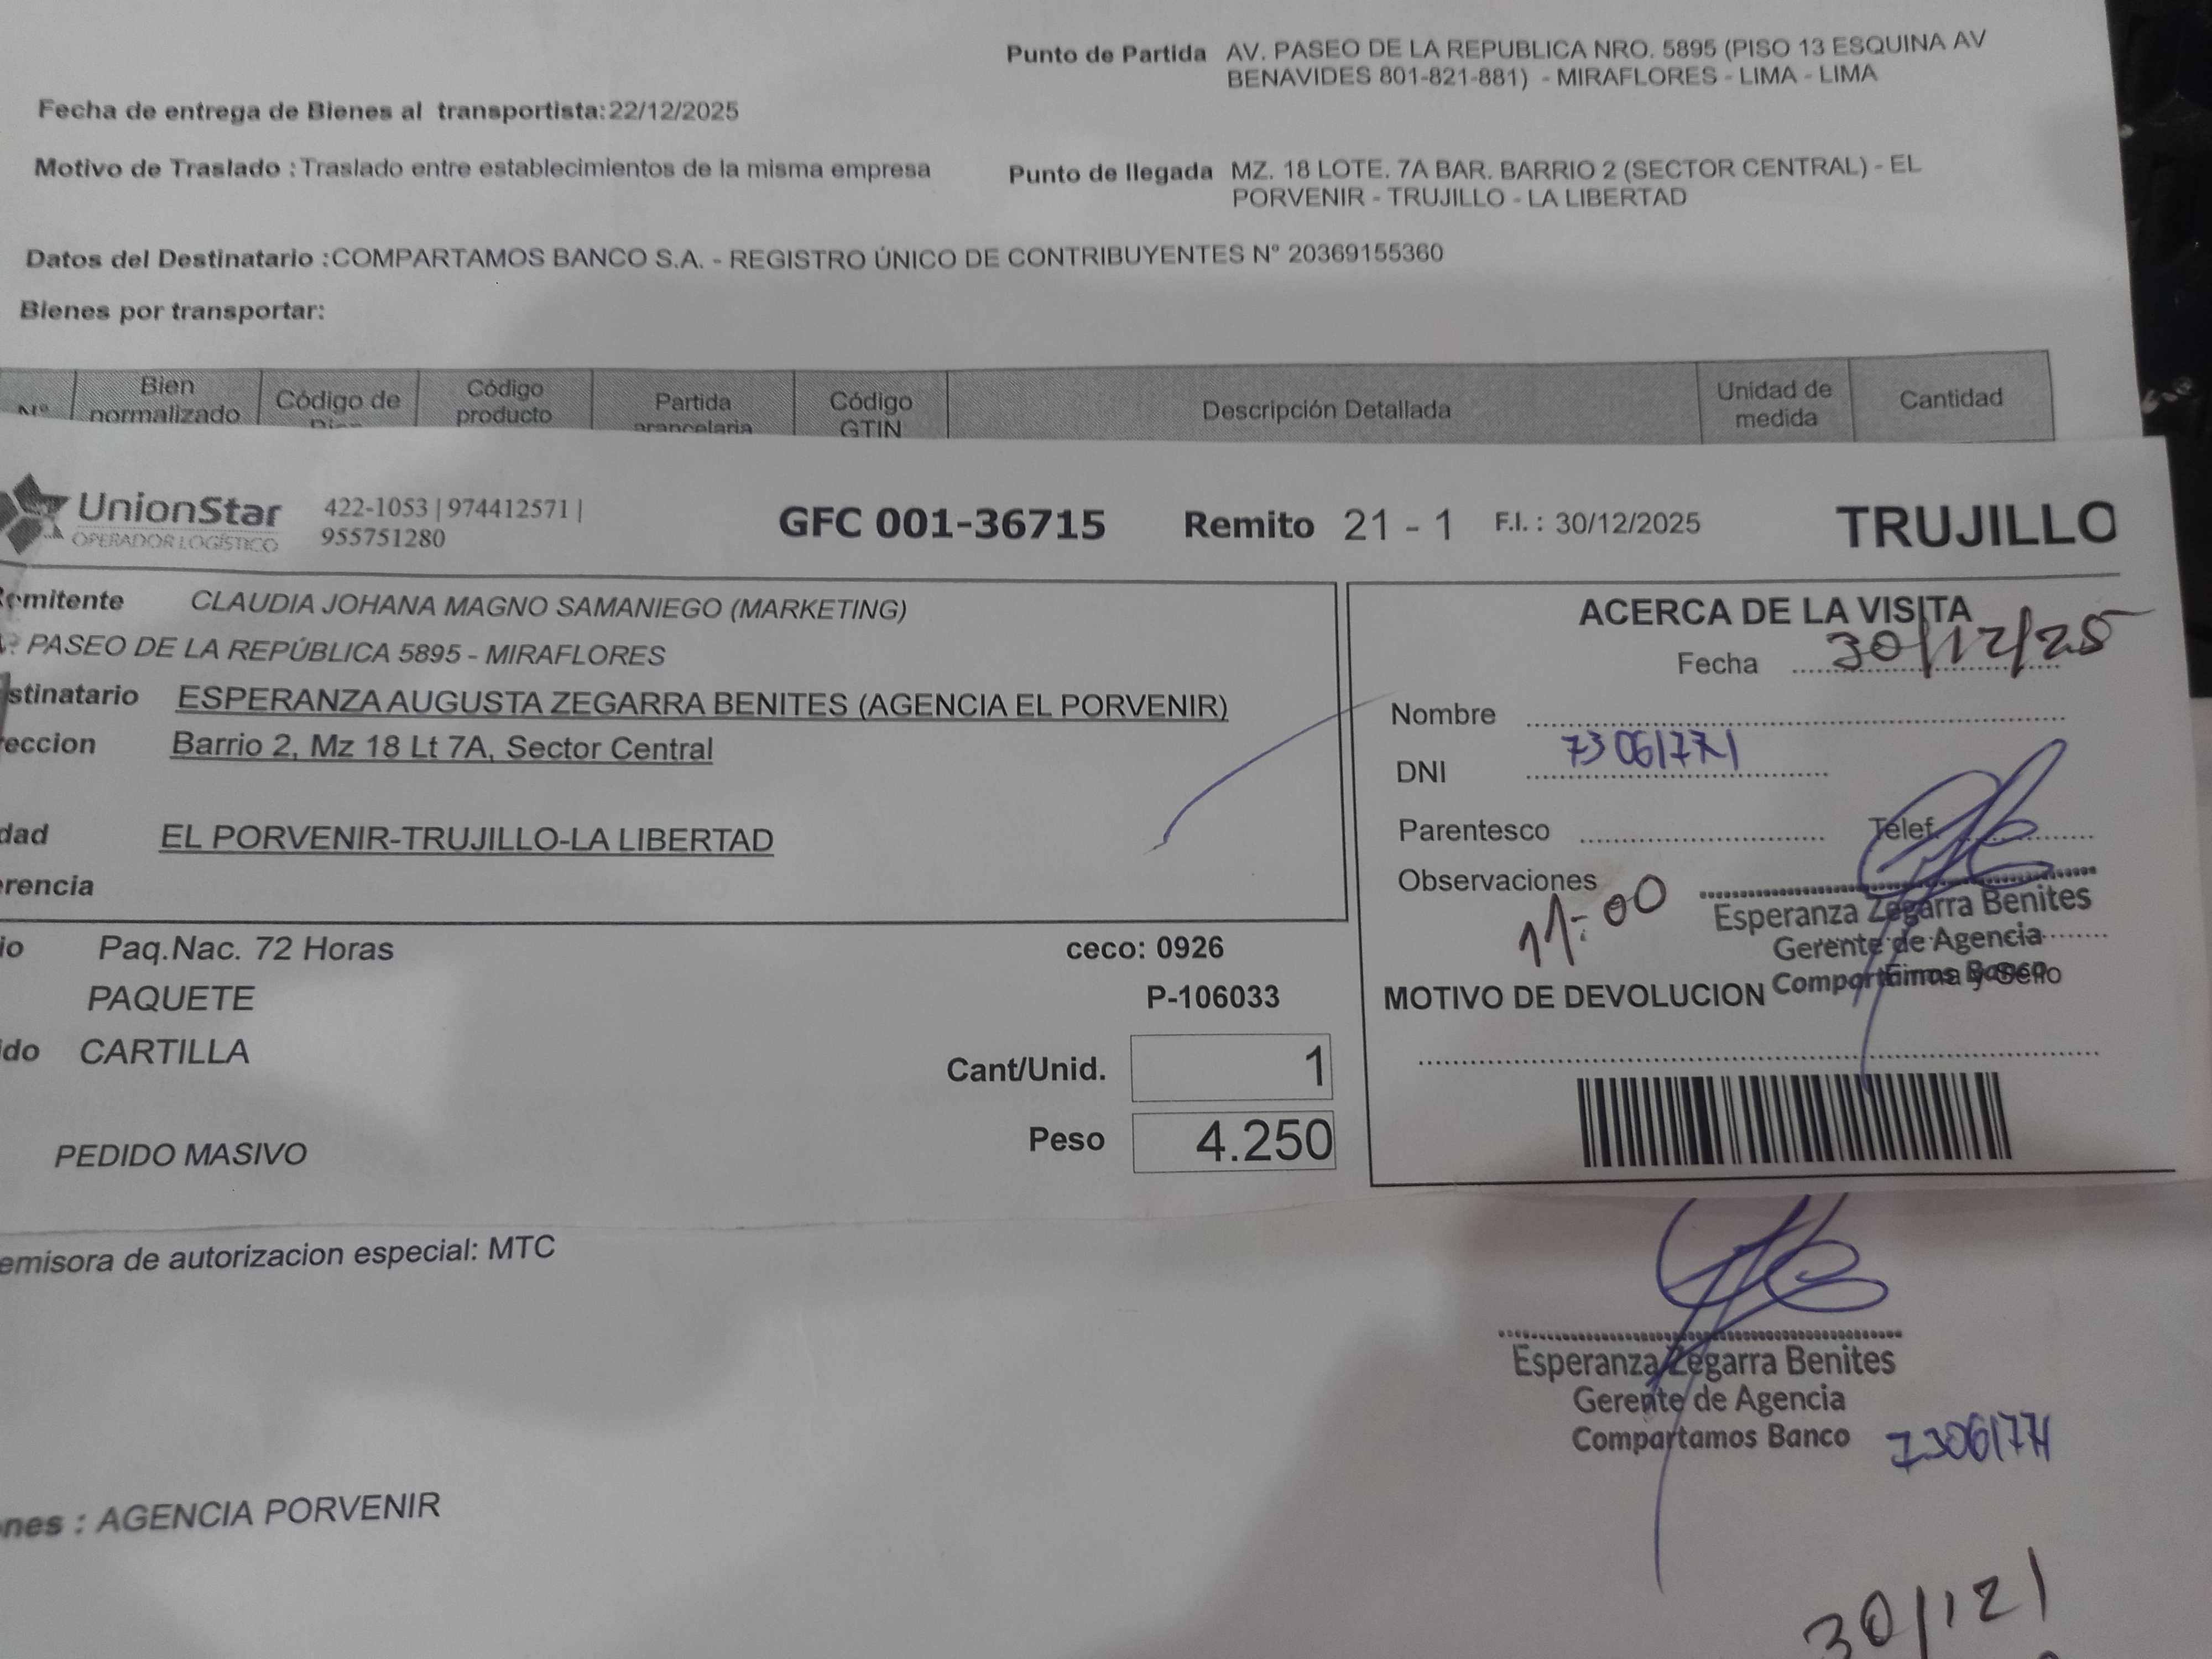 Punto de Partida AV. PASEO DE LA REPUBLICA NRO. 5895 (PISO 13 ESQUINA AV
BENAVIDES 801-821-881) - MIRAFLORES - LIMA - LIMA
Fecha de entrega de Bienes al transportista:22/12/2025
Motivo de Traslado :Traslado entre establecimientos de la misma empresa
Punto de llegada MZ. 18 LOTE. 7A BAR. BARRIO 2 (SECTOR CENTRAL) - EL
PORVENIR - TRUJILLO - LA LIBERTAD
Datos del Destinatario :COMPARTAMOS BANCO S.A. - REGISTRO ÚNICO DE CONTRIBUYENTES N° 20369155360
Bienes por transportar:
Nº Bien normalizado Código de Bien Código producto Partida arancelaria Código GTIN Descripción Detallada Unidad de medida Cantidad
UnionStar
OPERADOR LOGÍSTICO
422-1053 | 974412571 |
955751280
GFC 001-36715 Remito 21 - 1 F.I. : 30/12/2025 TRUJILLO
emitente CLAUDIA JOHANA MAGNO SAMANIEGO (MARKETING)
PASEO DE LA REPÚBLICA 5895 - MIRAFLORES
stinatario ESPERANZA AUGUSTA ZEGARRA BENITES (AGENCIA EL PORVENIR)
eccion Barrio 2, Mz 18 Lt 7A, Sector Central
dad EL PORVENIR-TRUJILLO-LA LIBERTAD
erencia
io Paq.Nac. 72 Horas ceco: 0926
PAQUETE P-106033
ido CARTILLA
Cant/Unid. 1
Peso 4.250
PEDIDO MASIVO
ACERCA DE LA VISITA
Fecha 30/12/25
Nombre
DNI 73061771
Parentesco Telef.
Observaciones
11:00
Esperanza Zegarra Benites
Gerente de Agencia
Compartamos Banco
Firma y Sello
MOTIVO DE DEVOLUCION
emisora de autorizacion especial: MTC
Esperanza Zegarra Benites
Gerente de Agencia
Compartamos Banco 73061771
nes : AGENCIA PORVENIR
30/12/